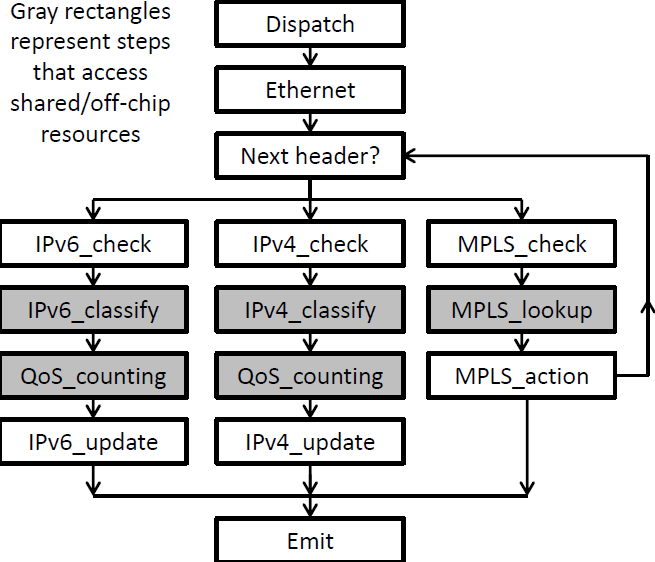 Gray rectangles
represent steps
that access
shared/off-chip
resources
Dispatch
Ethernet
Next header?
IPv6_check
IPv4_check
MPLS_check
IPv6_classify
IPv4_classify
MPLS_lookup
QoS_counting
QoS_counting
MPLS_action
IPv6_update
IPv4_update
Emit